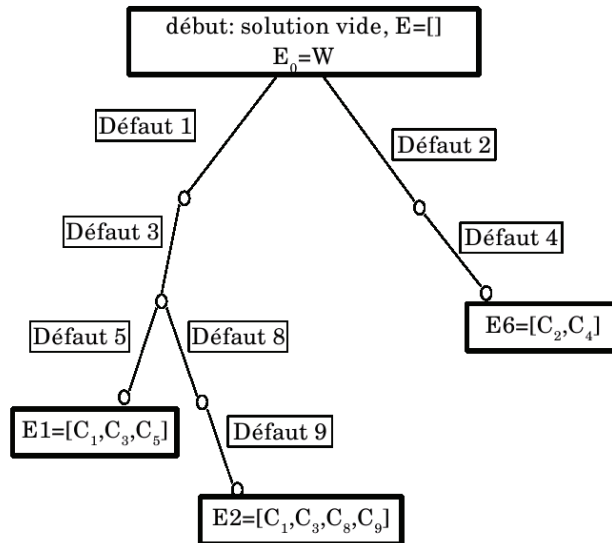 début: solution vide, E=[]
E₀=W
Défaut 1
Défaut 2
Défaut 3
Défaut 4
Défaut 5
Défaut 8
E6=[C₂,C₄]
E1=[C₁,C₃,C₅]
Défaut 9
E2=[C₁,C₃,C₈,C₉]